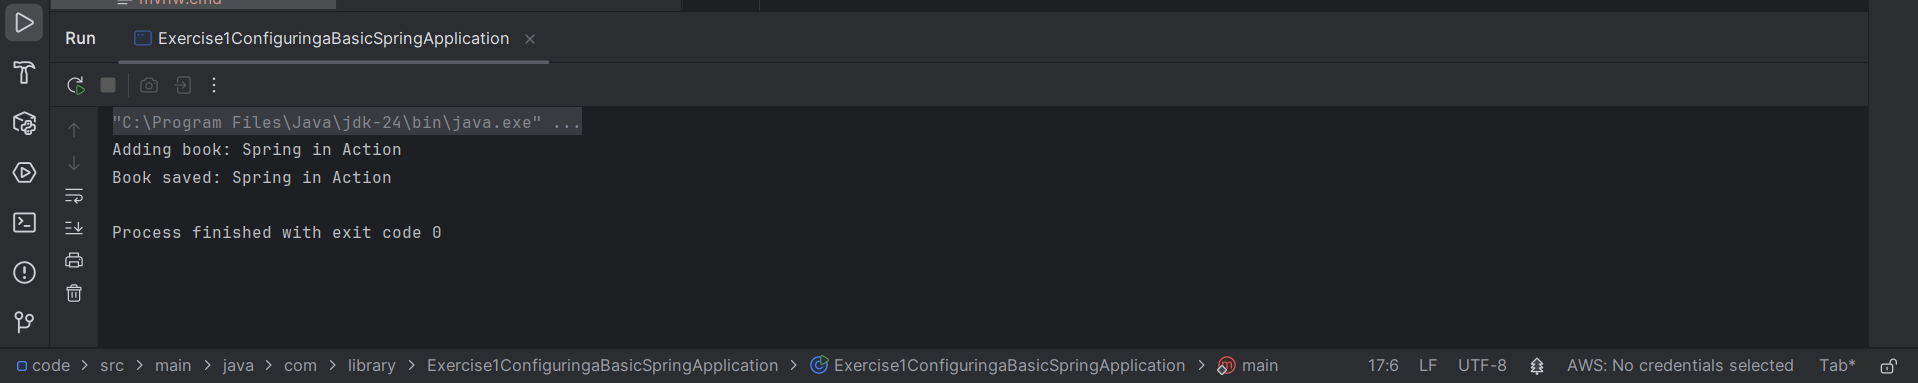 Run
Exercise1ConfiguringaBasicSpringApplication
"C:\Program Files\Java\jdk-24\bin\java.exe" ...
Adding book: Spring in Action
Book saved: Spring in Action
Process finished with exit code 0
code > src > main > java > com > library > Exercise1ConfiguringaBasicSpringApplication > Exercise1ConfiguringaBasicSpringApplication > main 17:6 LF UTF-8 AWS: No credentials selected Tab*